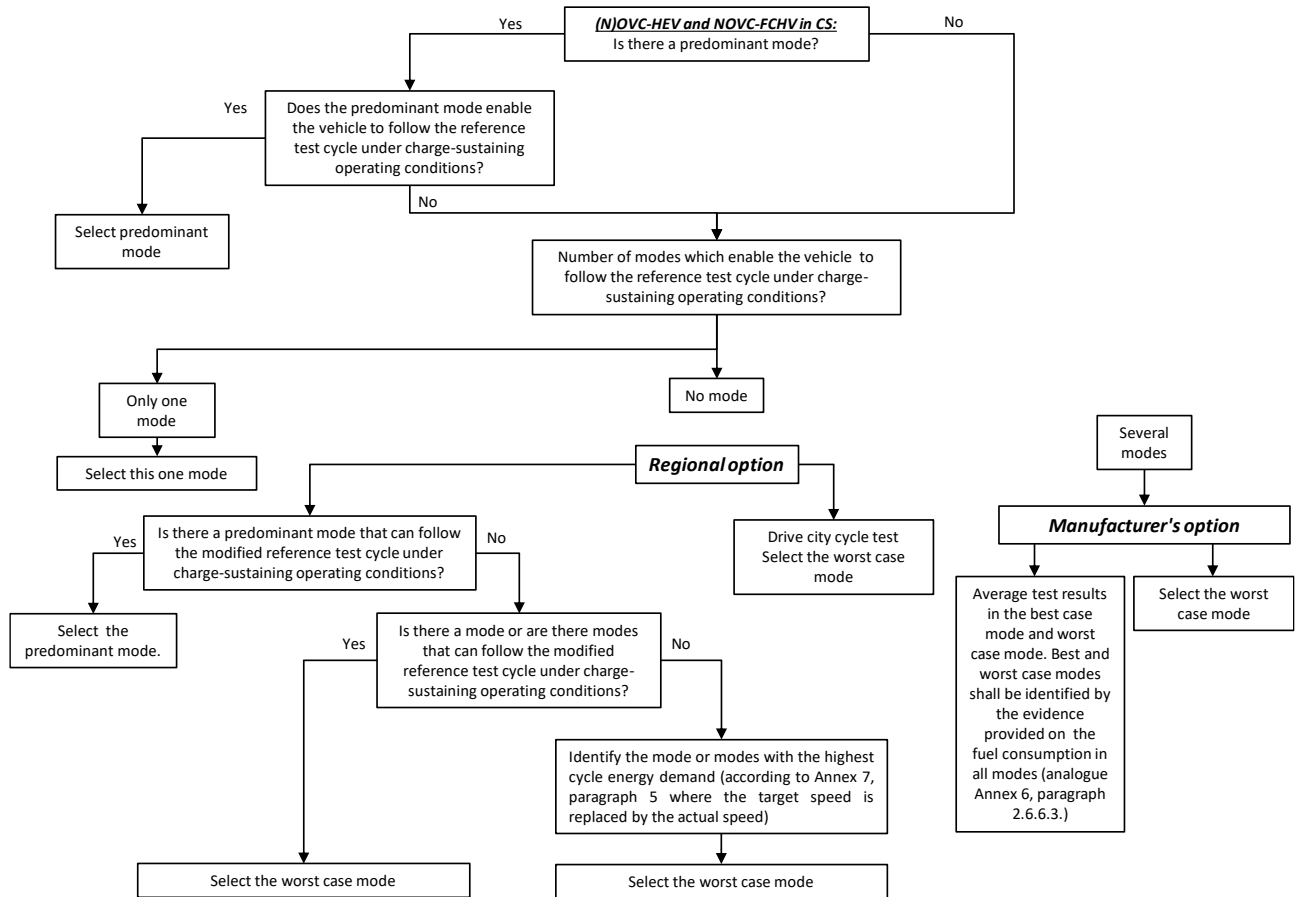 (N)OVC-HEV and NOVC-FCHV in CS:
Is there a predominant mode?
Yes
No
Does the predominant mode enable
the vehicle to follow the reference
test cycle under charge-sustaining
operating conditions?
Yes
No
Select predominant
mode
Number of modes which enable the vehicle to
follow the reference test cycle under charge-
sustaining operating conditions?
Only one
mode
No mode
Several
modes
Select this one mode
Regional option
Manufacturer's option
Is there a predominant mode that can follow
the modified reference test cycle under
charge-sustaining operating conditions?
Yes
No
Drive city cycle test
Select the worst case
mode
Average test results
in the best case
mode and worst
case mode. Best and
worst case modes
shall be identified by
the evidence
provided on the
fuel consumption in
all modes (analogue
Annex 6, paragraph
2.6.6.3.)
Select the worst
case mode
Select the
predominant mode.
Is there a mode or are there modes
that can follow the modified
reference test cycle under charge-
sustaining operating conditions?
Yes
No
Identify the mode or modes with the highest
cycle energy demand (according to Annex 7,
paragraph 5 where the target speed is
replaced by the actual speed)
Select the worst case mode
Select the worst case mode